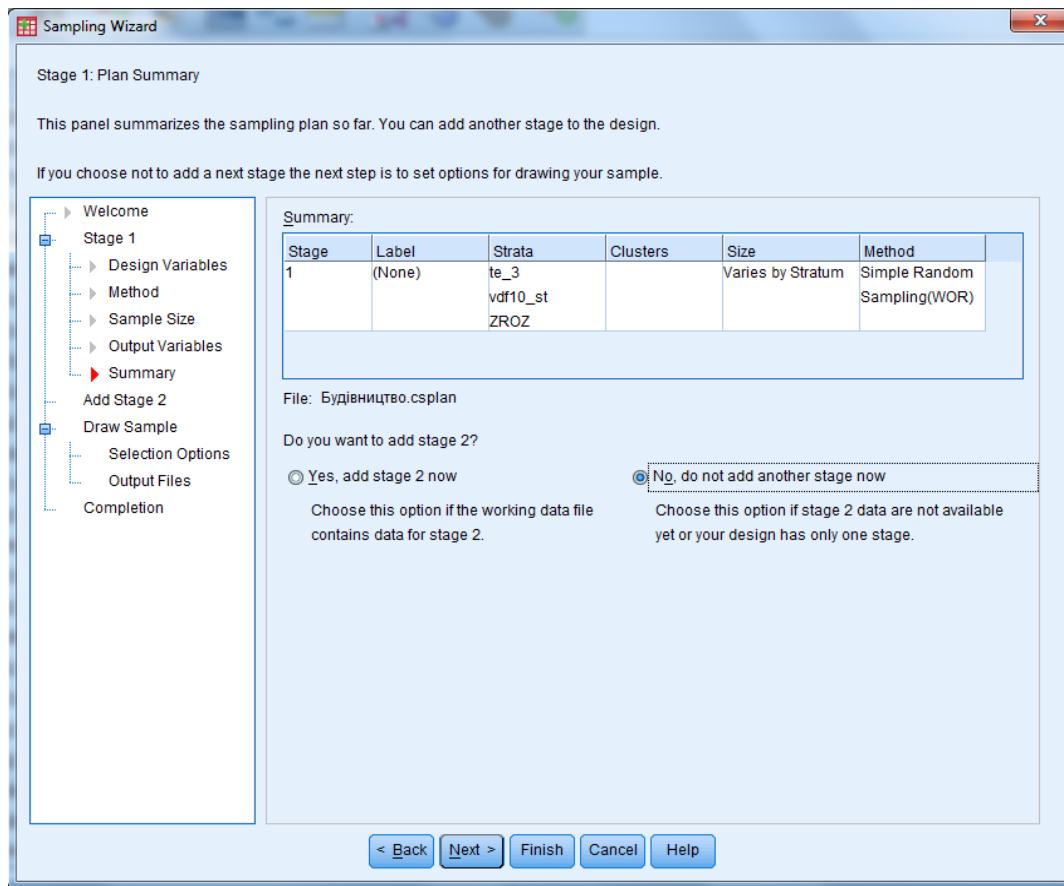 Sampling Wizard
Stage 1: Plan Summary
This panel summarizes the sampling plan so far. You can add another stage to the design.
If you choose not to add a next stage the next step is to set options for drawing your sample.
Welcome
Stage 1
Design Variables
Method
Sample Size
Output Variables
Summary
Add Stage 2
Draw Sample
Selection Options
Output Files
Completion
Summary:
Stage Label Strata Clusters Size Method
1 (None) te_3 Varies by Stratum Simple Random
vdf10_st Sampling(WOR)
ZROZ
File: Будівництво.csplan
Do you want to add stage 2?
Yes, add stage 2 now
Choose this option if the working data file
contains data for stage 2.
No, do not add another stage now
Choose this option if stage 2 data are not available
yet or your design has only one stage.
< Back Next > Finish Cancel Help